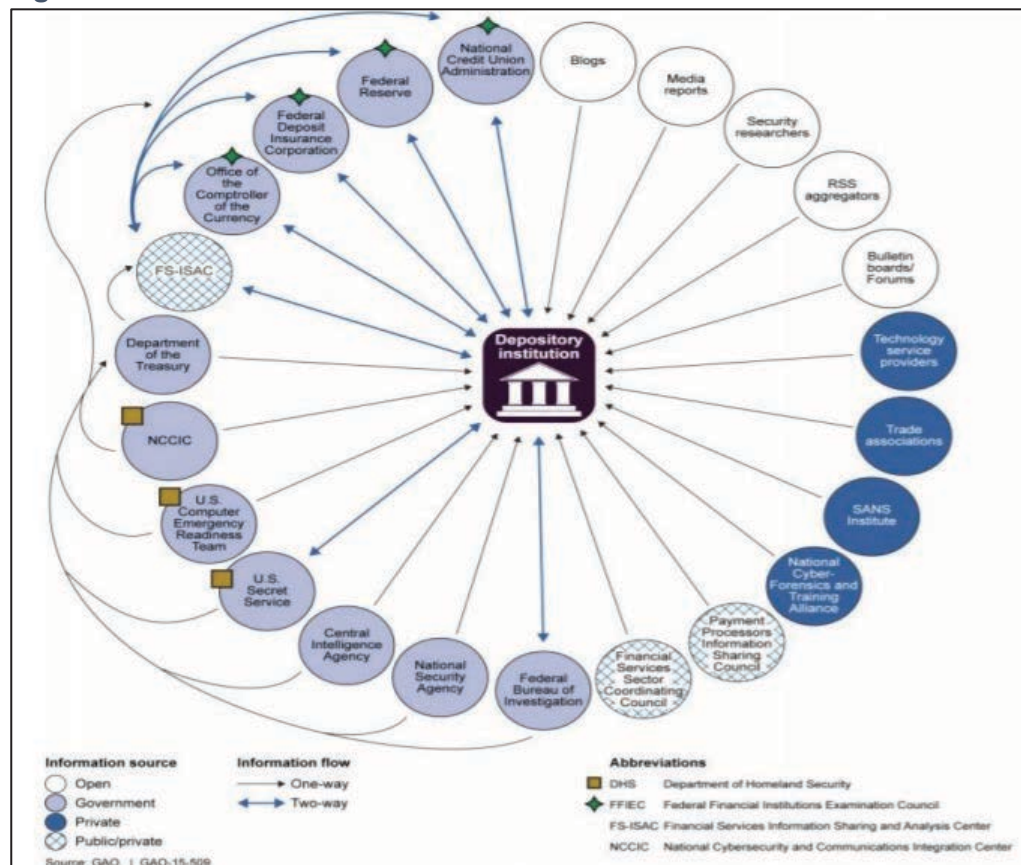 National
Credit Union
Administration
Blogs
Federal
Reserve
Media
reports
Federal
Deposit
Insurance
Corporation
Security
researchers
Office of
the
Comptroller
of the
Currency
RSS
aggregators
FS-ISAC
Bulletin
boards/
Forums
Depository
institution
Department
of the
Treasury
Technology
service
providers
NCCIC
Trade
associations
U.S.
Computer
Emergency
Readiness
Team
SANS
Institute
U.S.
Secret
Service
National
Cyber-
Forensics and
Training
Alliance
Central
Intelligence
Agency
Payment
Processors
Information
Sharing
Council
National
Security
Agency
Federal
Bureau of
Investigation
Financial
Services
Sector
Coordinating
Council
Information source
Open
Government
Private
Public/private
Information flow
One-way
Two-way
Abbreviations
DHS Department of Homeland Security
FFIEC Federal Financial Institutions Examination Council
FS-ISAC Financial Services Information Sharing and Analysis Center
NCCIC National Cybersecurity and Communications Integration Center
Source: GAO. | GAO-15-509